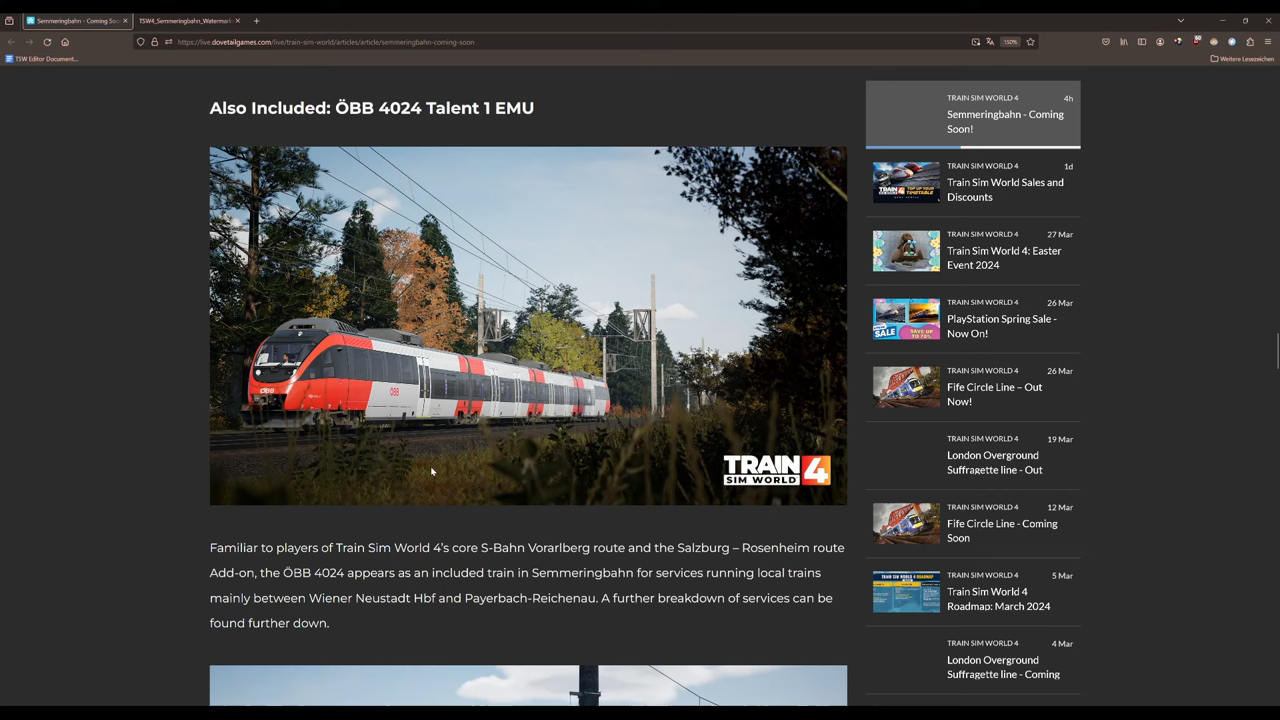 Semmeringbahn - Coming Soo
TSW4_Semmeringbahn_Watermark
https://live.dovetailgames.com/live/train-sim-world/articles/article/semmeringbahn-coming-soon
150%
60
TSW Editor Document...
Weitere Lesezeichen
Also Included: ÖBB 4024 Talent 1 EMU
ÖBB
ÖBB
TRAIN
SIM WORLD
4
Familiar to players of Train Sim World 4's core S-Bahn Vorarlberg route and the Salzburg – Rosenheim route
Add-on, the ÖBB 4024 appears as an included train in Semmeringbahn for services running local trains
mainly between Wiener Neustadt Hbf and Payerbach-Reichenau. A further breakdown of services can be
found further down.
TRAIN SIM WORLD 4
4h
Semmeringbahn - Coming
Soon!
TRAIN SIM WORLD 4
1d
Train Sim World Sales and
Discounts
TRAIN SIM WORLD 4
27 Mar
Train Sim World 4: Easter
Event 2024
TRAIN SIM WORLD 4
26 Mar
PlayStation Spring Sale -
Now On!
TRAIN SIM WORLD 4
26 Mar
Fife Circle Line – Out
Now!
TRAIN SIM WORLD 4
19 Mar
London Overground
Suffragette line - Out
TRAIN SIM WORLD 4
12 Mar
Fife Circle Line - Coming
Soon
TRAIN SIM WORLD 4
5 Mar
Train Sim World 4
Roadmap: March 2024
TRAIN SIM WORLD 4
4 Mar
London Overground
Suffragette line - Coming